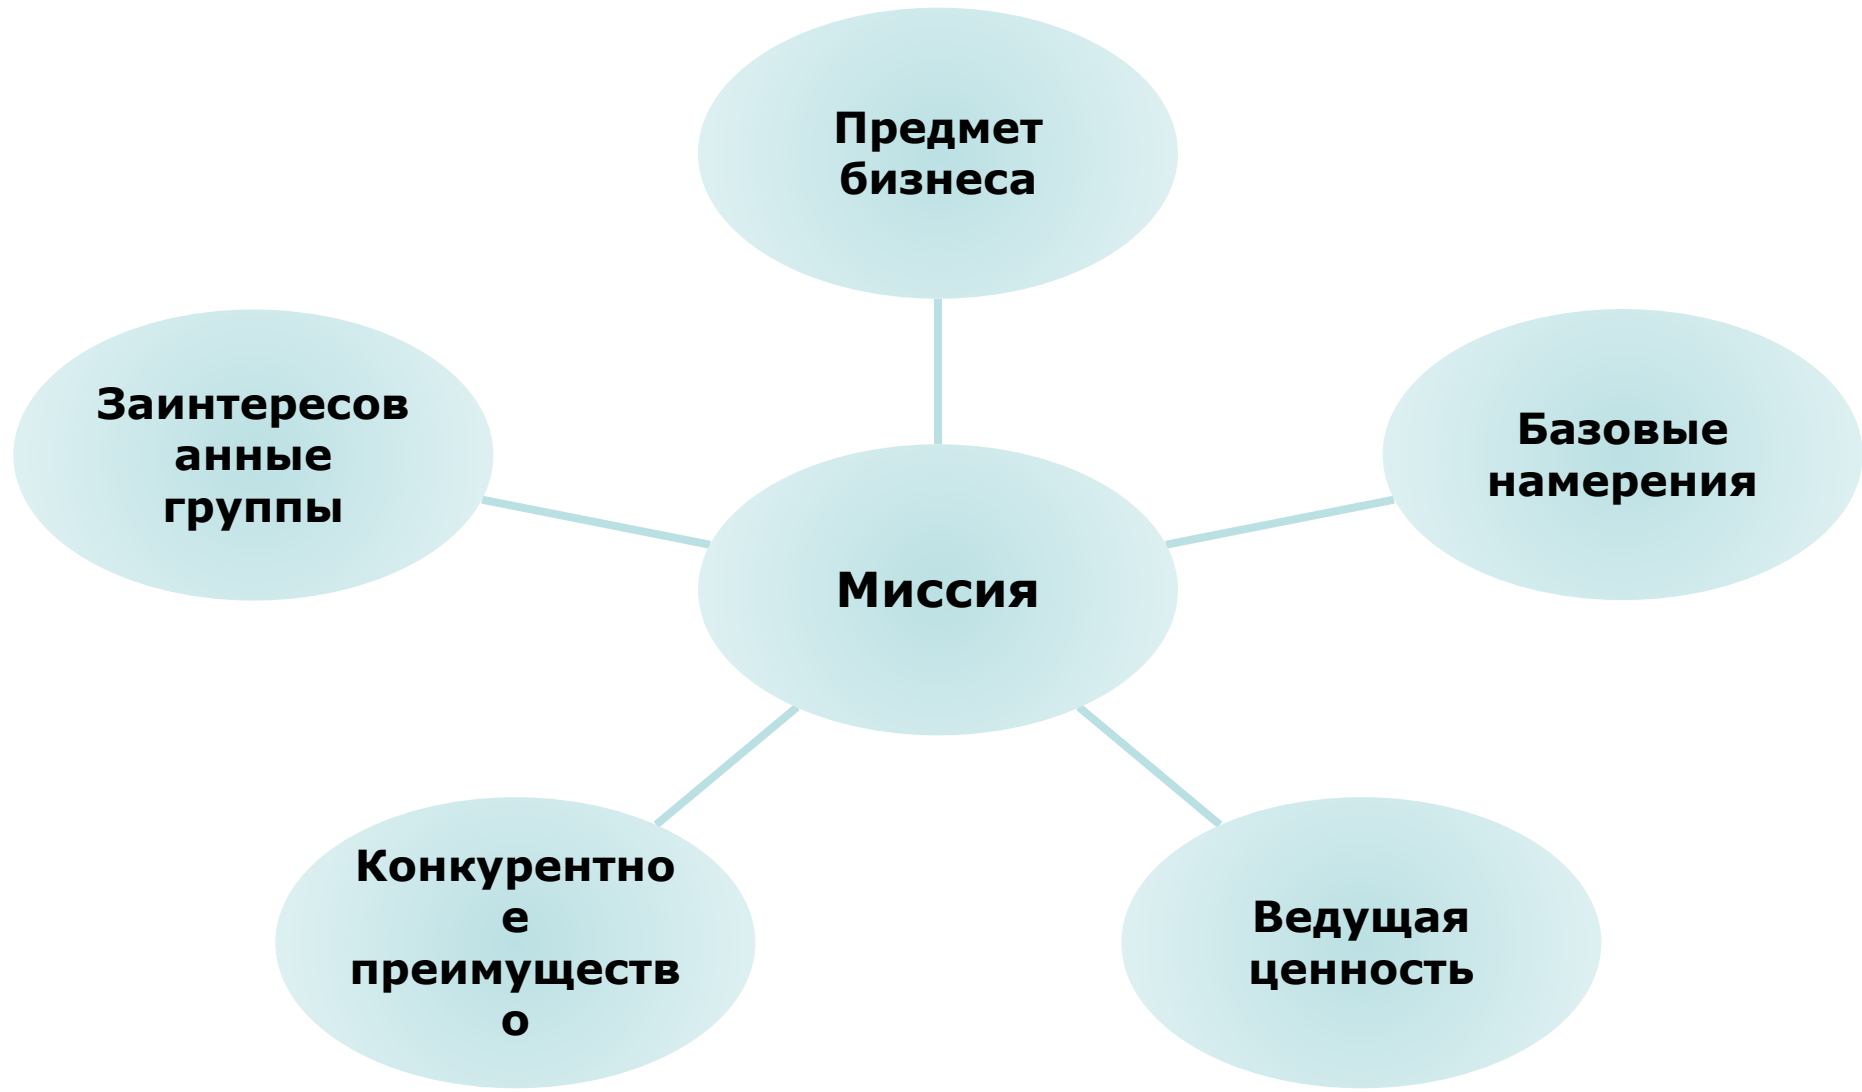 Предмет
бизнеса
Заинтересов
анные
группы
Базовые
намерения
Миссия
Конкурентно
е
преимуществ
о
Ведущая
ценность